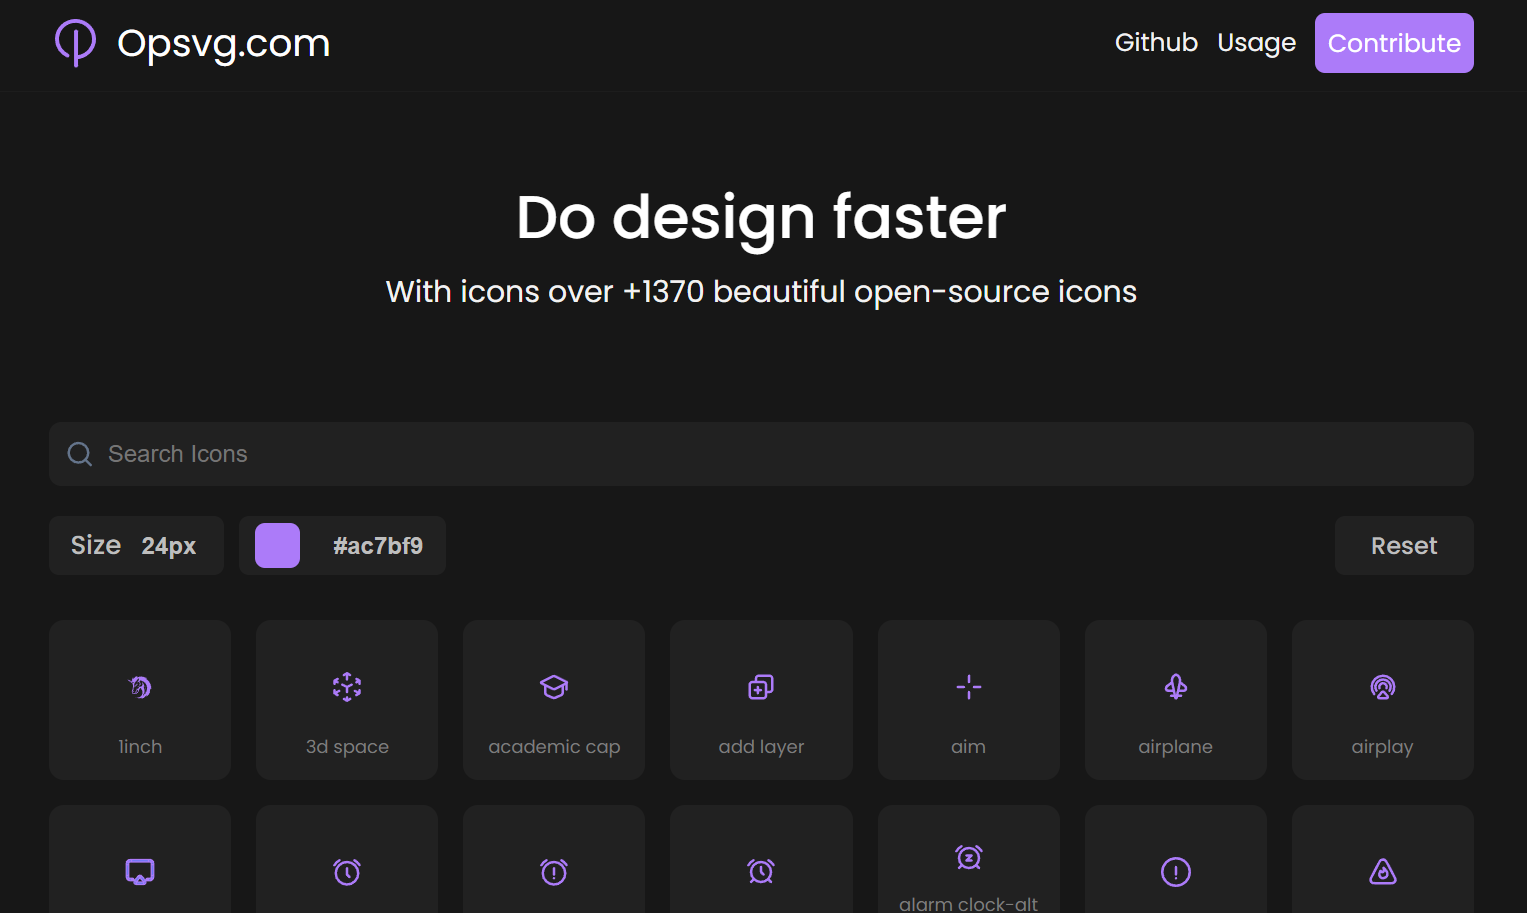 Opsvg.com
Github Usage Contribute
Do design faster
With icons over +1370 beautiful open-source icons
Search Icons
Size 24px #ac7bf9 Reset
1inch 3d space academic cap add layer aim airplane airplay
alarm clock-alt